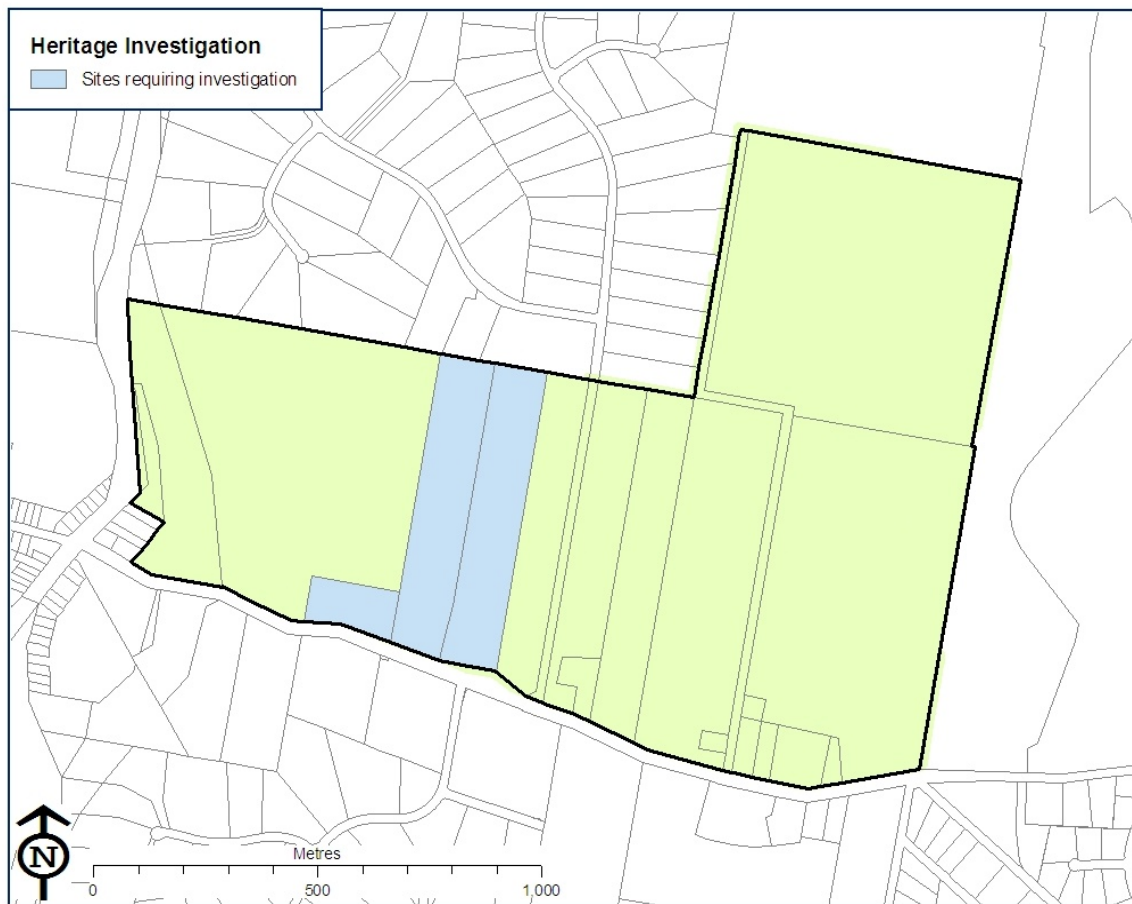 Heritage Investigation
Sites requiring investigation
N
Metres
0 500 1,000